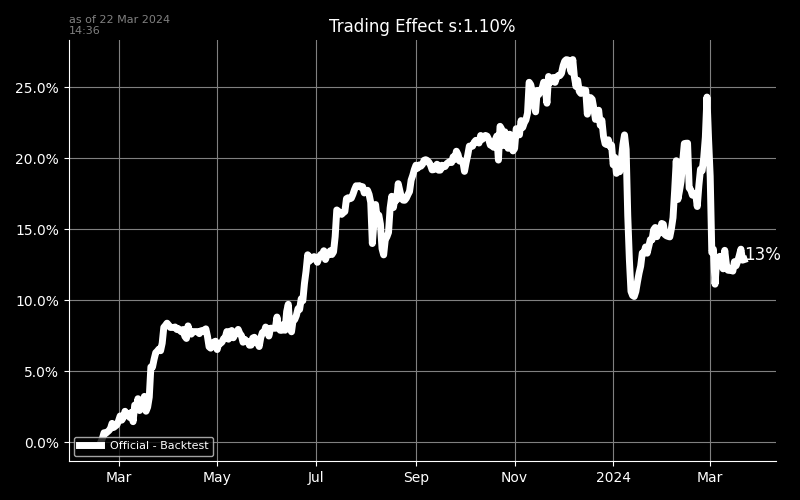 as of 22 Mar 2024
14:36
Trading Effect s:1.10%
25.0%
20.0%
15.0%
10.0%
5.0%
0.0%
13%
Official - Backtest
Mar
May
Jul
Sep
Nov
2024
Mar